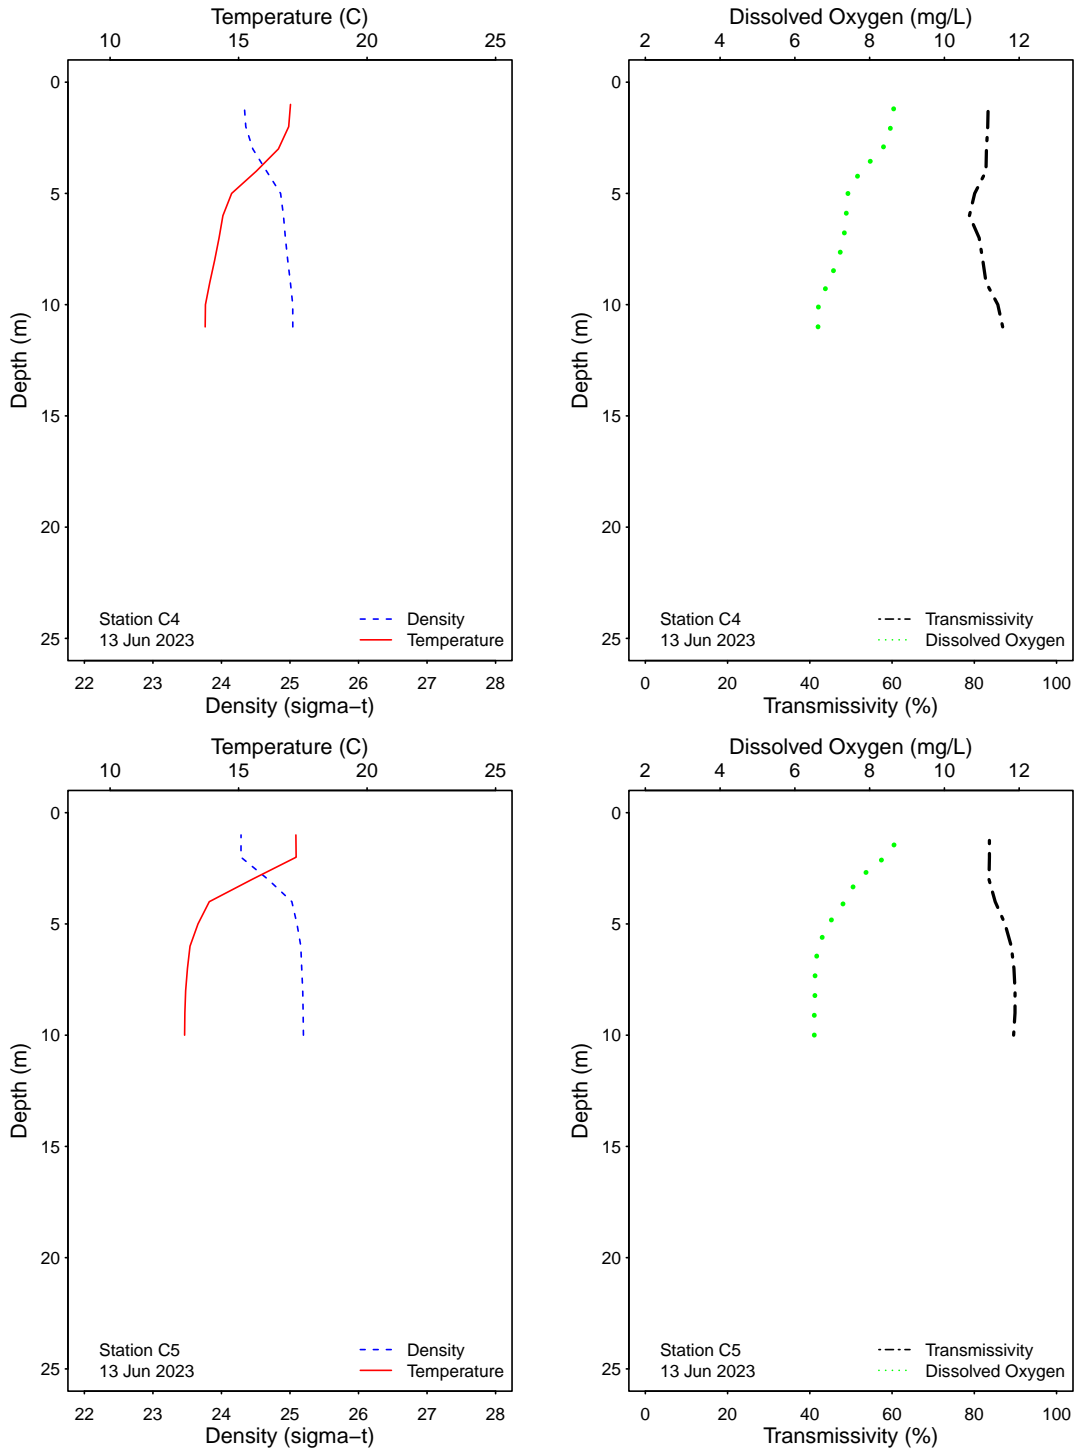 Temperature (C)
10 15 20 25
Depth (m)
0
5
10
15
20
25
Station C4
13 Jun 2023
Density
Temperature
22 23 24 25 26 27 28
Density (sigma−t)
Dissolved Oxygen (mg/L)
2 4 6 8 10 12
Depth (m)
0
5
10
15
20
25
Station C4
13 Jun 2023
Transmissivity
Dissolved Oxygen
0 20 40 60 80 100
Transmissivity (%)
Temperature (C)
10 15 20 25
Depth (m)
0
5
10
15
20
25
Station C5
13 Jun 2023
Density
Temperature
22 23 24 25 26 27 28
Density (sigma−t)
Dissolved Oxygen (mg/L)
2 4 6 8 10 12
Depth (m)
0
5
10
15
20
25
Station C5
13 Jun 2023
Transmissivity
Dissolved Oxygen
0 20 40 60 80 100
Transmissivity (%)